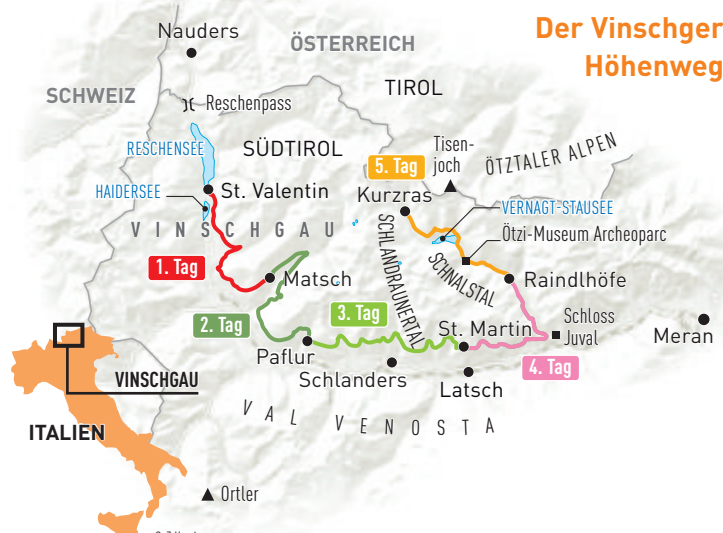 Der Vinschger
Höhenweg
Nauders
ÖSTERREICH
SCHWEIZ
Reschenpass
TIROL
RESCHENSEE
SÜDTIROL
Tisen-
joch
ÖTZTALER ALPEN
5. Tag
HAIDERSEE
St. Valentin
Kurzras
VERNAGT-STAUSEE
VINSCHGAU
Ötzi-Museum Archeoparc
SCHLANDRAUNERTAL
SCHNALSTAL
1. Tag
Matsch
Raindlhöfe
2. Tag
3. Tag
St. Martin
Schloss
Juval
Meran
Paflur
4. Tag
Schlanders
Latsch
VINSCHGAU
VAL VENOSTA
ITALIEN
Ortler